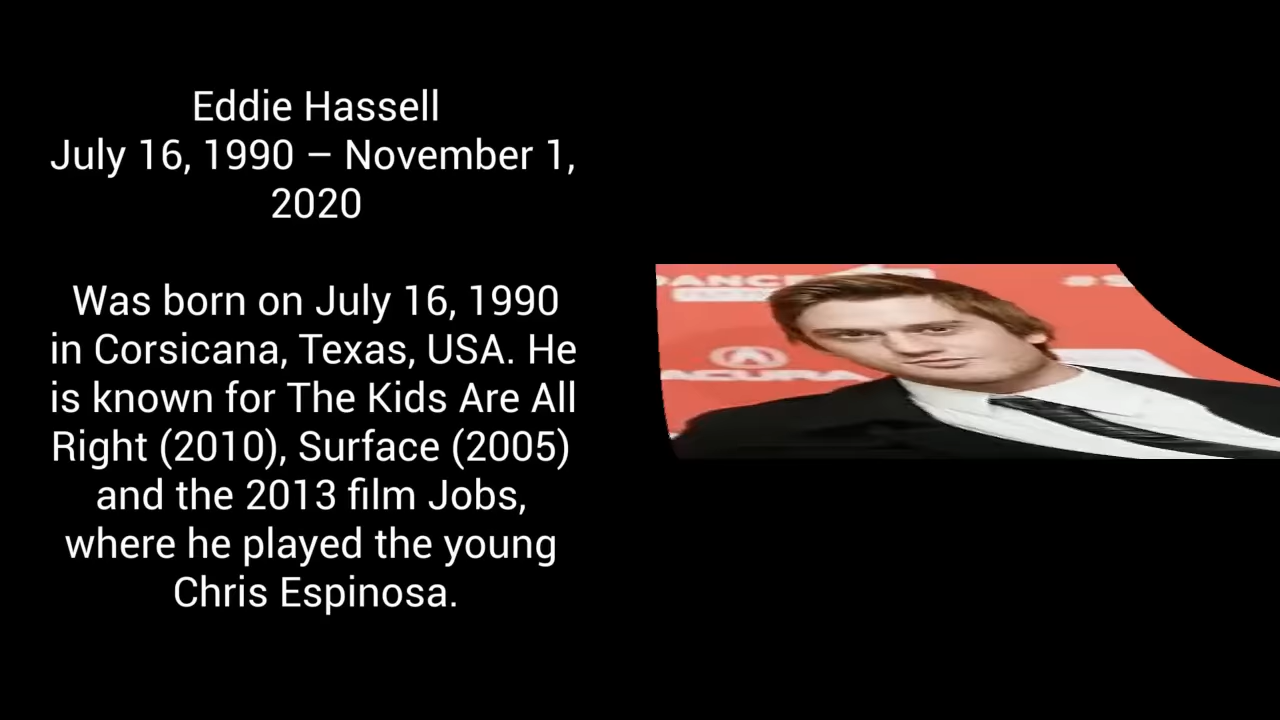 Eddie Hassell
July 16, 1990 – November 1,
2020
Was born on July 16, 1990
in Corsicana, Texas, USA. He
is known for The Kids Are All
Right (2010), Surface (2005)
and the 2013 film Jobs,
where he played the young
Chris Espinosa.
DANCE
#S
ACURA